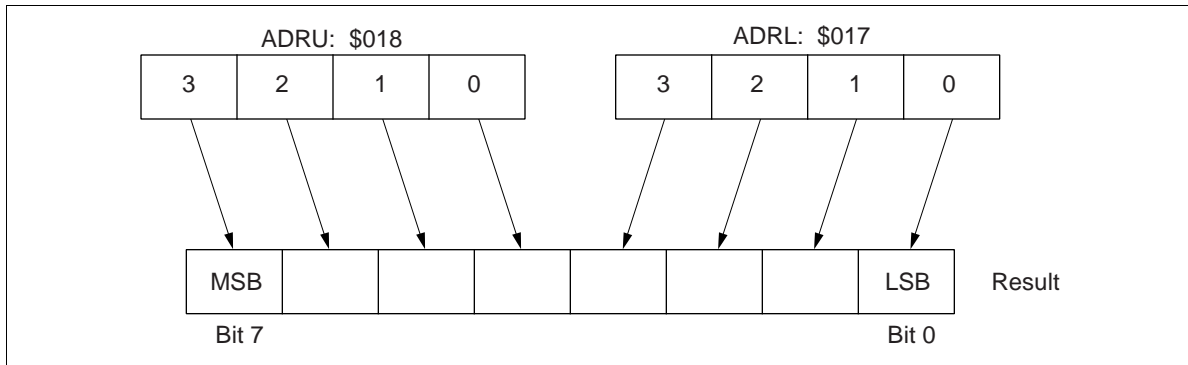 ADRU: $018 ADRL: $017
3 2 1 0 3 2 1 0
MSB LSB Result
Bit 7 Bit 0